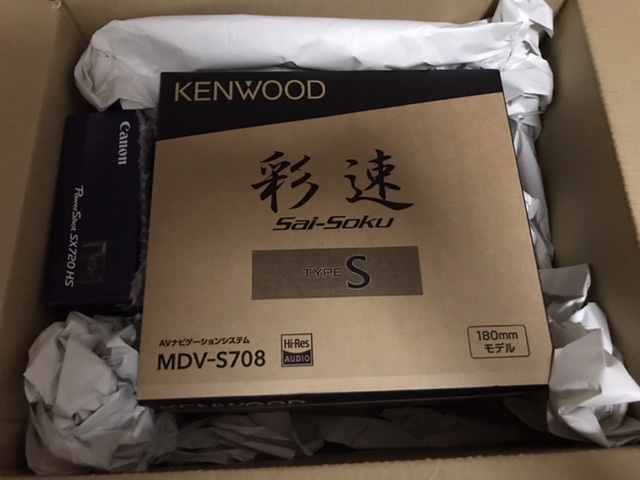 KENWOOD
彩速
Sai-Soku
TYPE S
AVナビゲーションシステム
MDV-S708
Hi-Res
AUDIO
180mm
モデル
KENWOOD
Canon
PowerShot SX720 HS